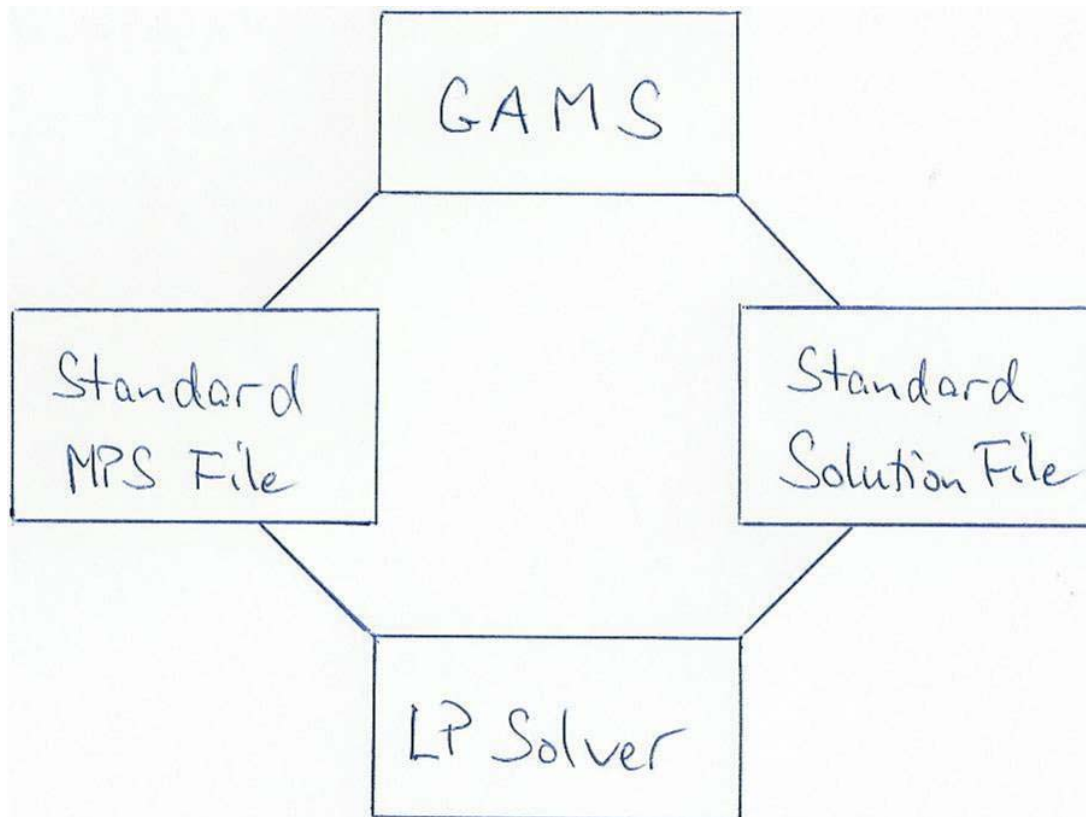 GAMS
Standard
MPS File
Standard
Solution File
LP Solver